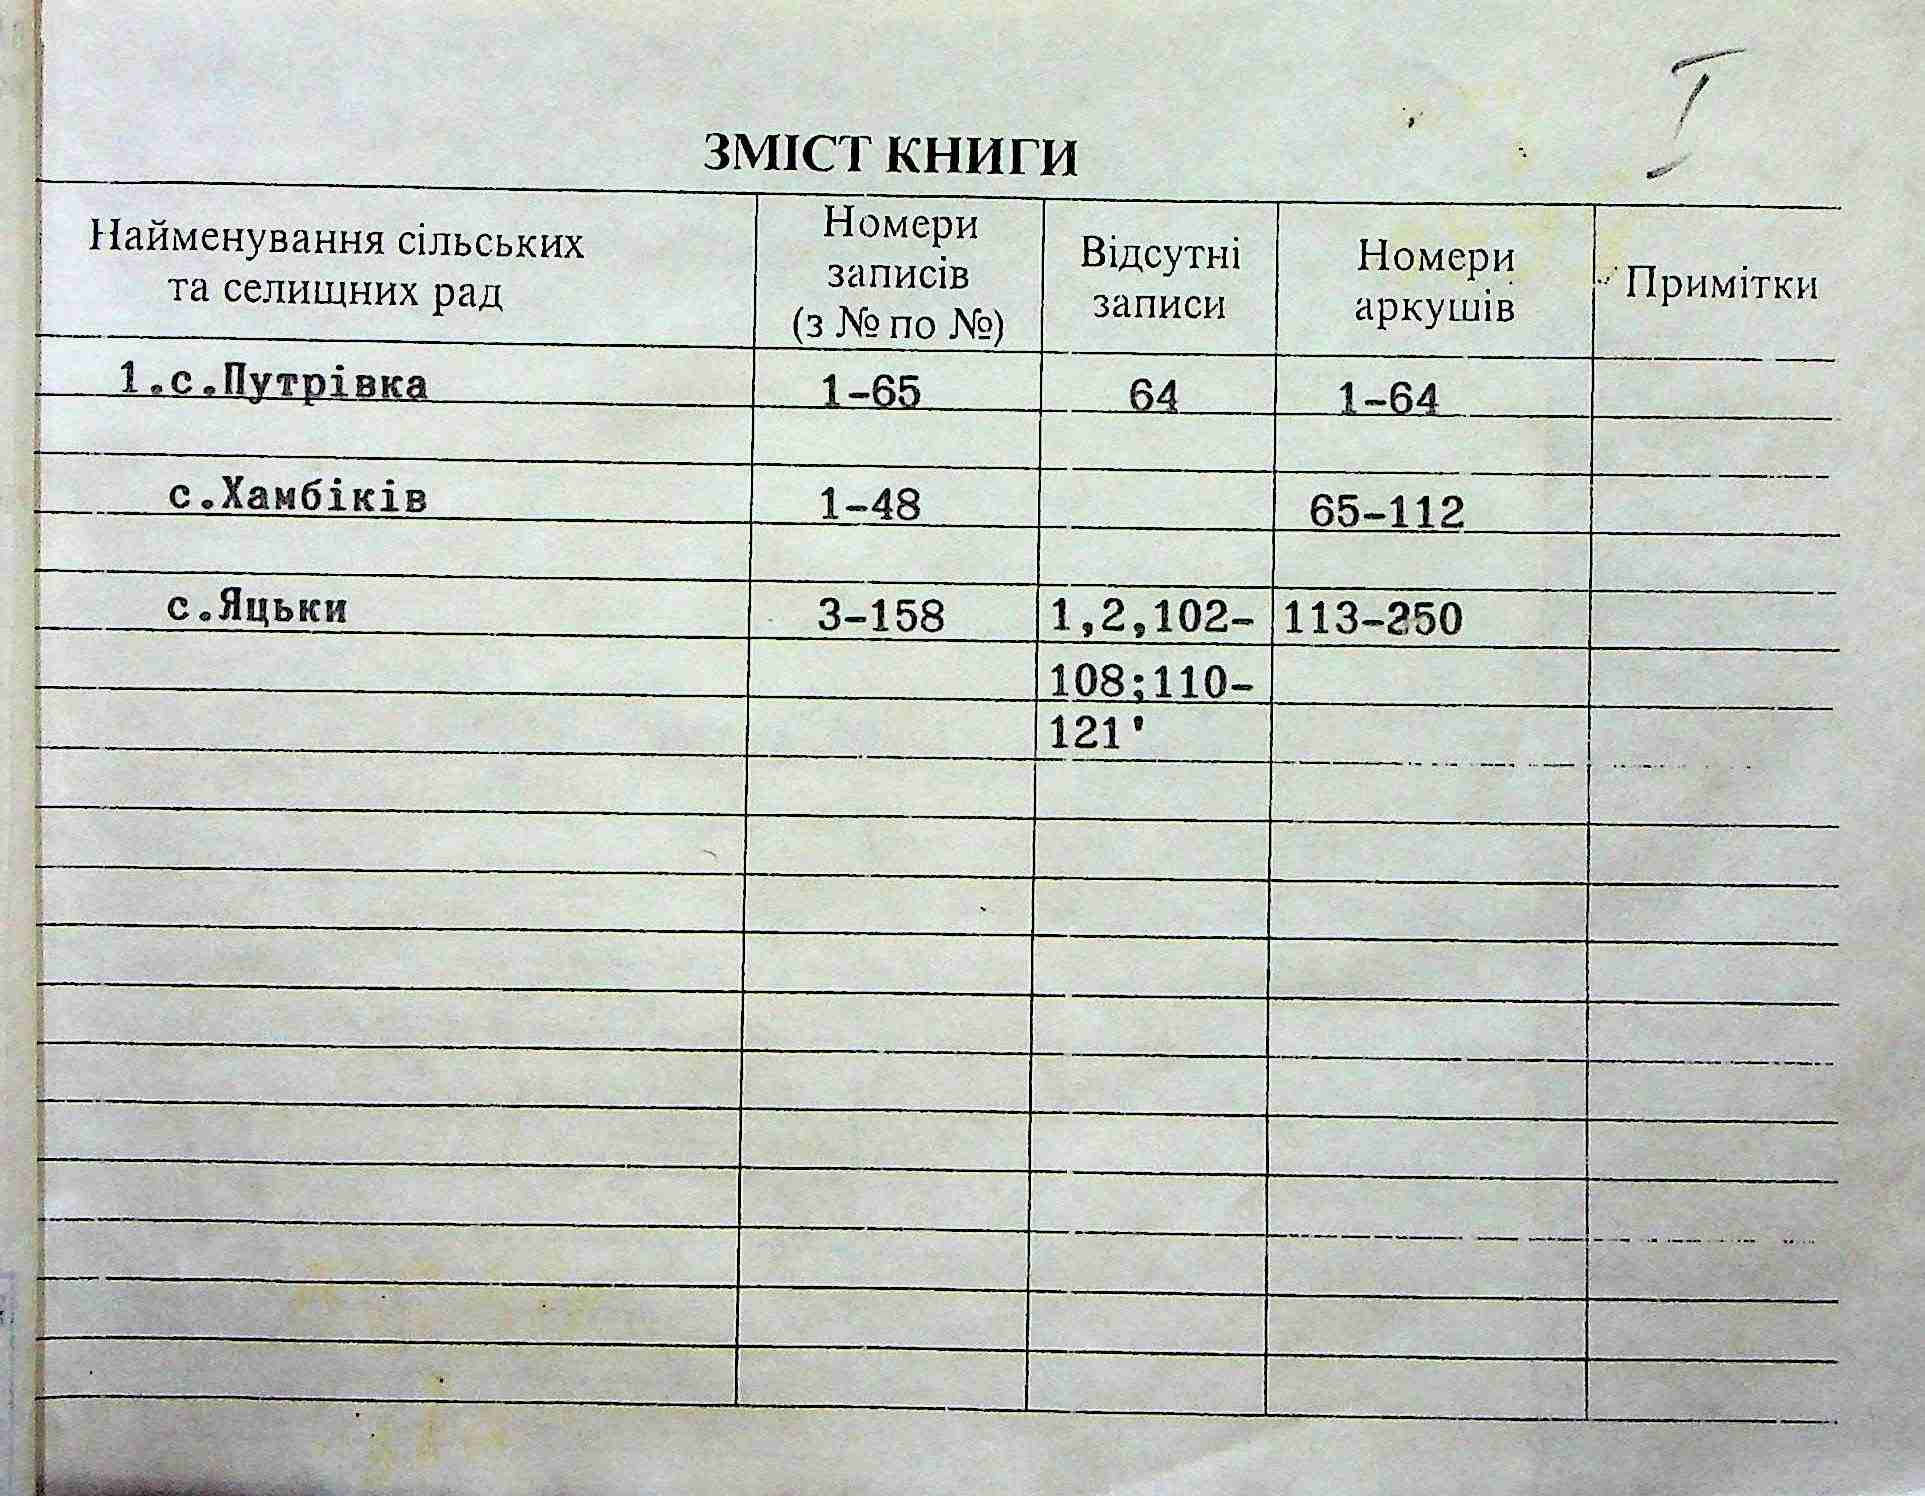 I
ЗМІСТ КНИГИ
Найменування сільських та селищних рад | Номери записів (з № по №) | Відсутні записи | Номери аркушів | Примітки
1.с.Путрівка 1-65 64 1-64
с.Хамбіків 1-48 65-112
с.Яцьки 3-158 1,2,102- 113-250
108;110-
121'